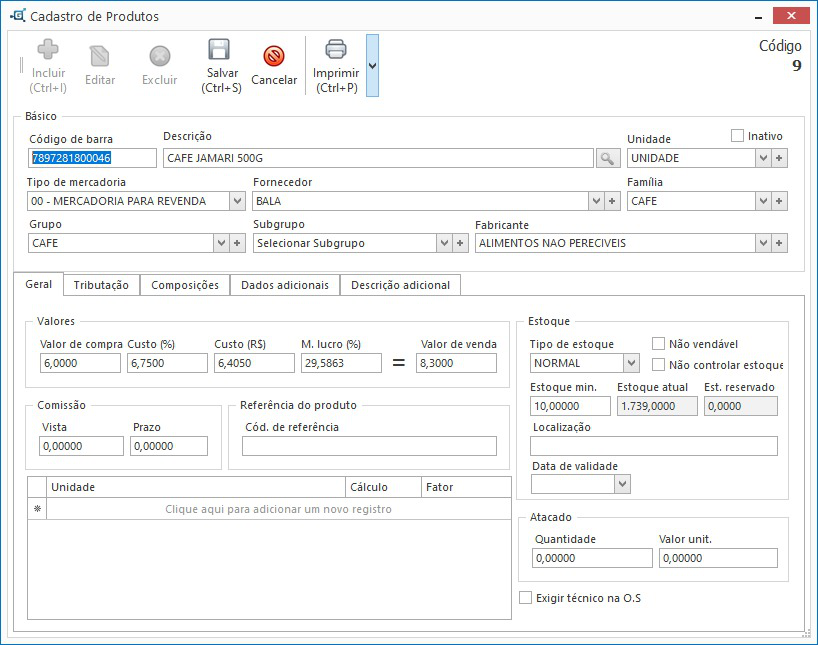 Cadastro de Produtos
Incluir
(Ctrl+I)
Editar
Excluir
Salvar
(Ctrl+S)
Cancelar
Imprimir
(Ctrl+P)
Código
9
Básico
Código de barra
Descrição
Unidade
Inativo
7897281800046
CAFE JAMARI 500G
UNIDADE
Tipo de mercadoria
Fornecedor
Família
00 - MERCADORIA PARA REVENDA
BALA
CAFE
Grupo
Subgrupo
Fabricante
CAFE
Selecionar Subgrupo
ALIMENTOS NAO PERECIVEIS
Geral
Tributação
Composições
Dados adicionais
Descrição adicional
Valores
Valor de compra
Custo (%)
Custo (R$)
M. lucro (%)
Valor de venda
6,0000
6,7500
6,4050
29,5863
=
8,3000
Comissão
Vista
Prazo
0,00000
0,00000
Referência do produto
Cód. de referência
Unidade
Cálculo
Fator
Clique aqui para adicionar um novo registro
Estoque
Tipo de estoque
Não vendável
NORMAL
Não controlar estoque
Estoque min.
Estoque atual
Est. reservado
10,00000
1.739,0000
0,0000
Localização
Data de validade
Atacado
Quantidade
Valor unit.
0,00000
0,00000
Exigir técnico na O.S